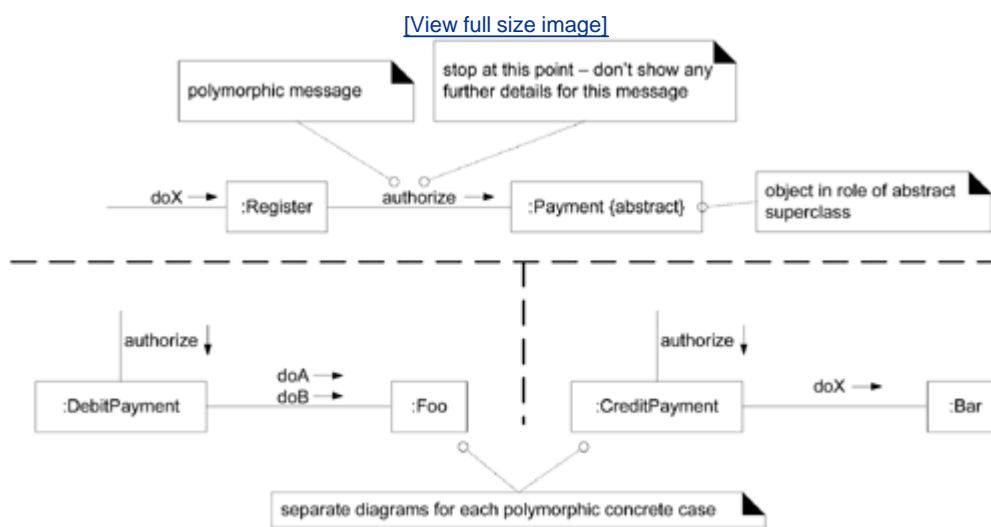 [View full size image]
polymorphic message
stop at this point – don't show any
further details for this message
doX
:Register
authorize
:Payment {abstract}
object in role of abstract
superclass
authorize
:DebitPayment
doA
doB
:Foo
authorize
:CreditPayment
doX
:Bar
separate diagrams for each polymorphic concrete case